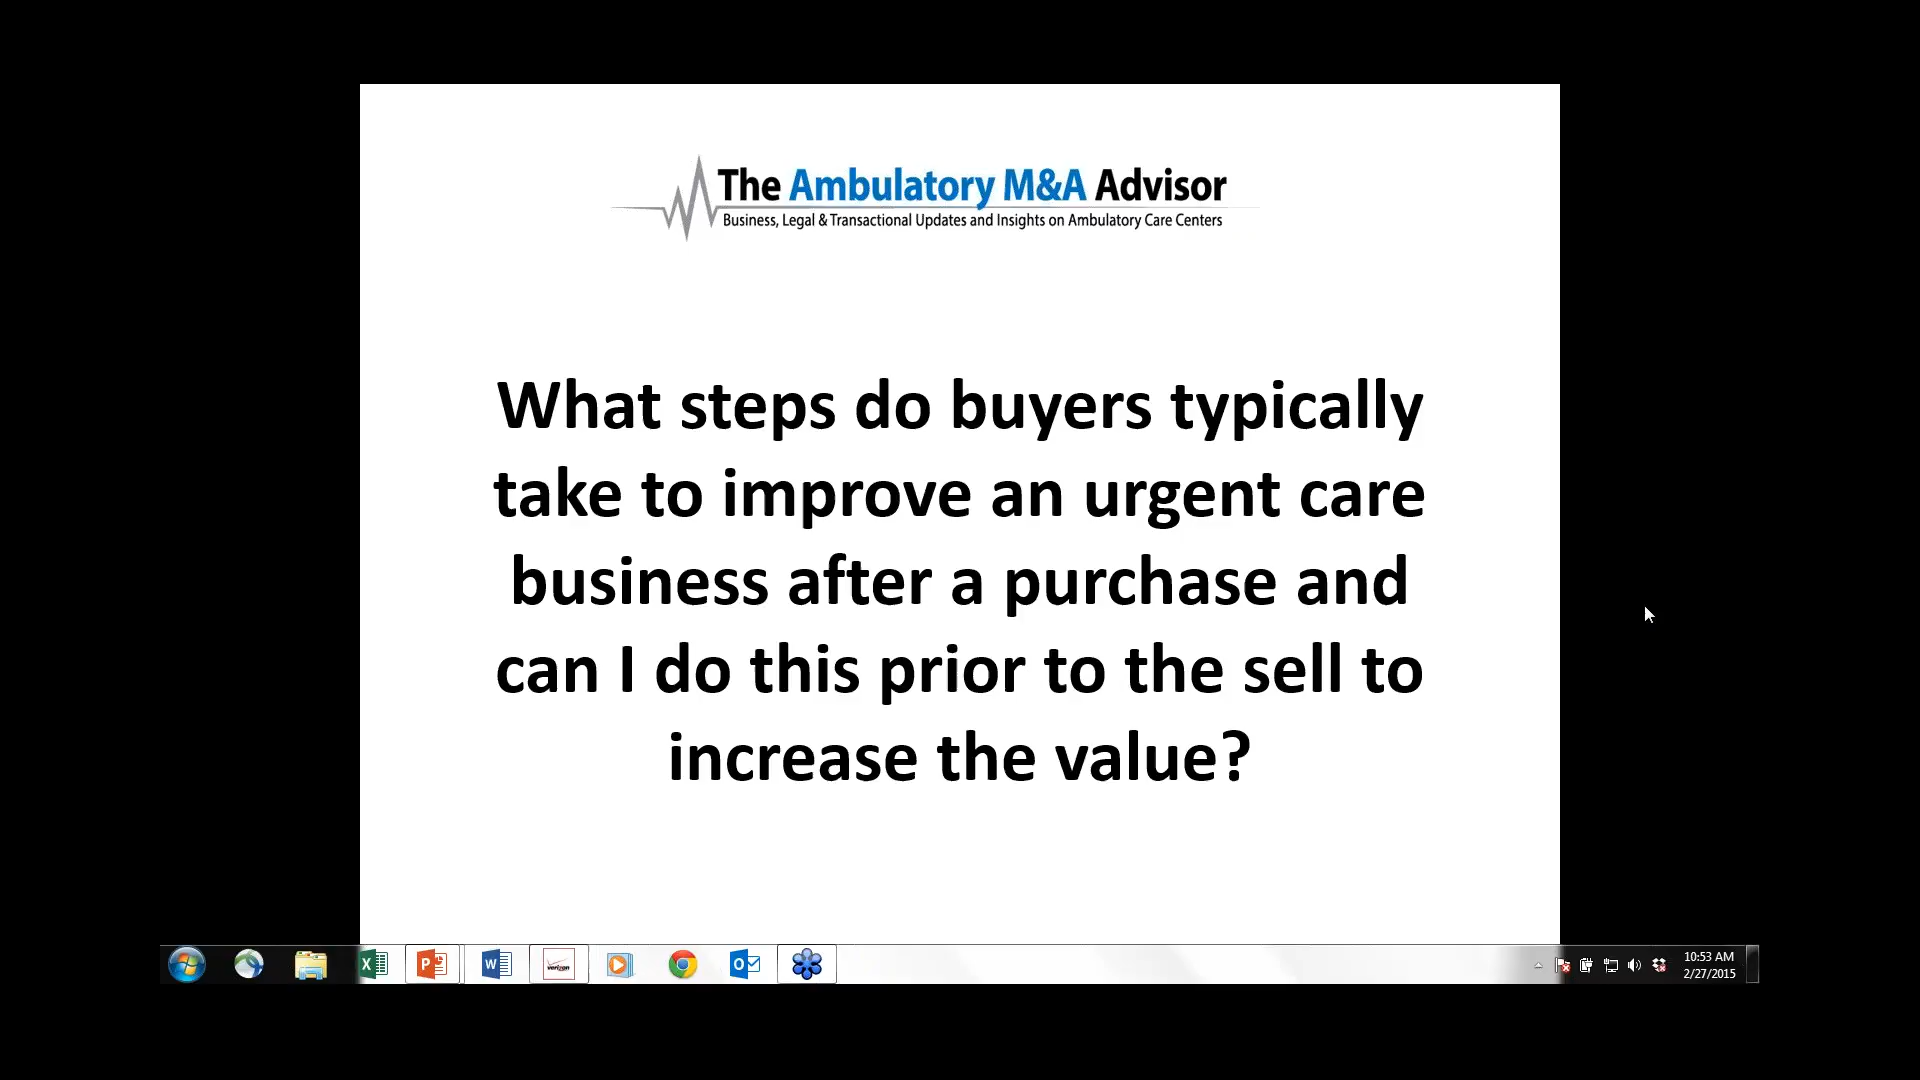 The Ambulatory M&A Advisor
Business, Legal & Transactional Updates and Insights on Ambulatory Care Centers
What steps do buyers typically
take to improve an urgent care
business after a purchase and
can I do this prior to the sell to
increase the value?
verizon
10:53 AM
2/27/2015